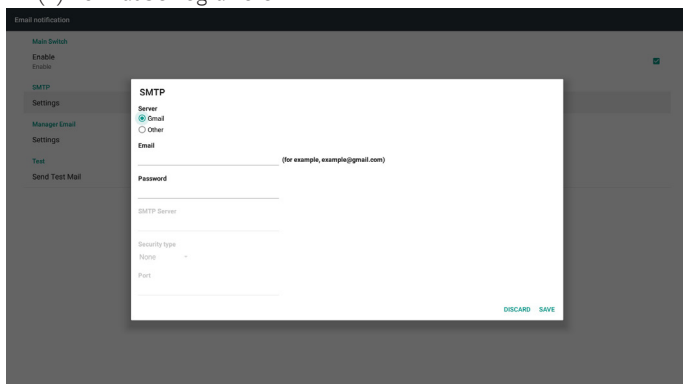 Email notification
Main Switch
Enable
Enable
SMTP
Settings
Manager Email
Settings
Test
Send Test Mail
SMTP
Server
Gmail
Other
Email
(for example, example@gmail.com)
Password
SMTP Server
Security type
None
Port
DISCARD SAVE